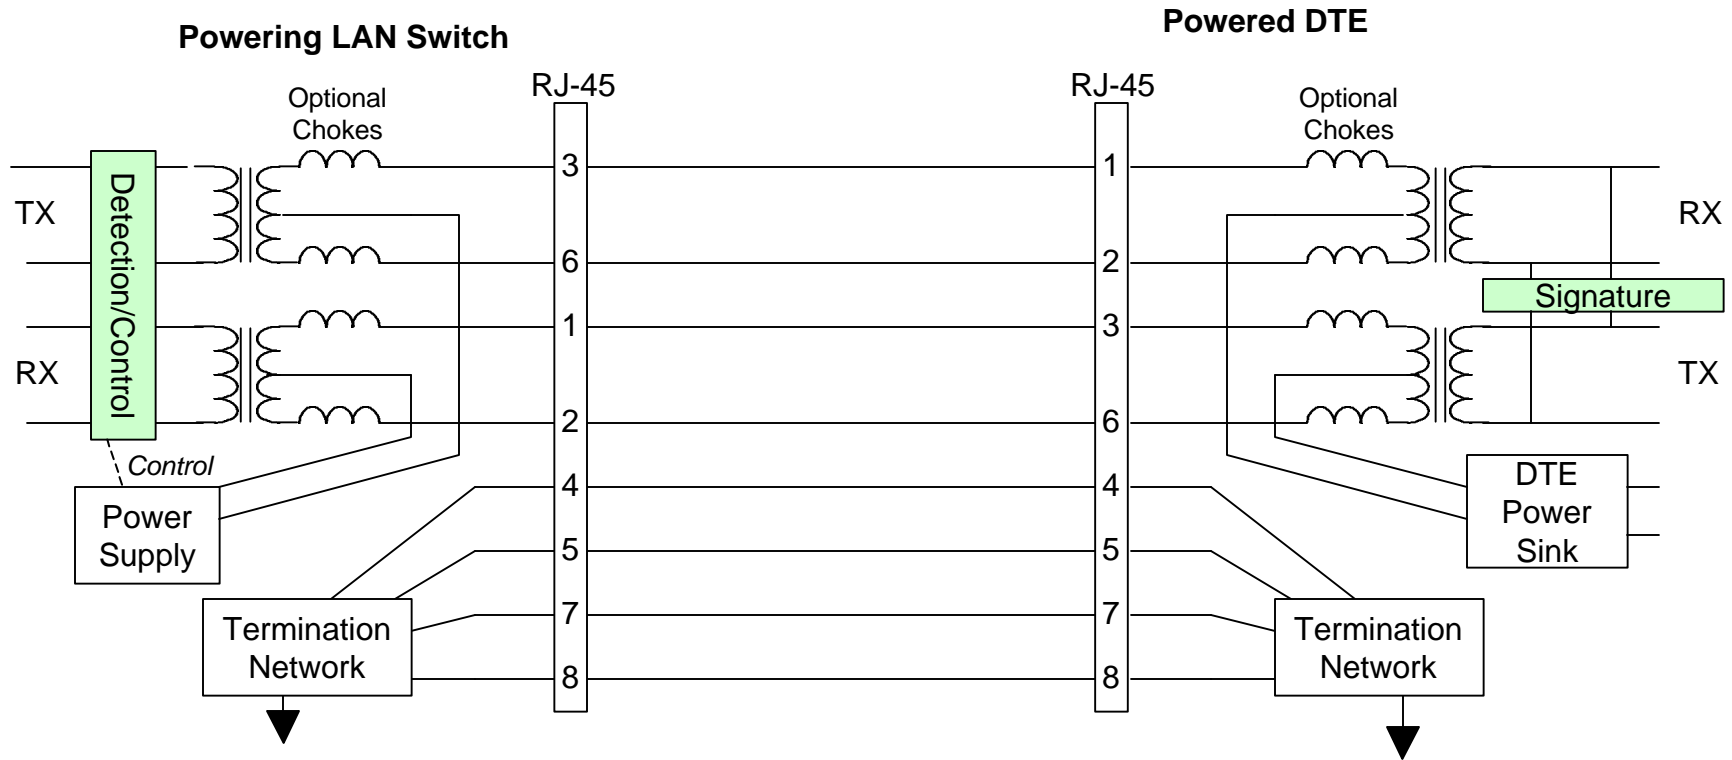 Powering LAN Switch
Powered DTE
RJ-45
RJ-45
Optional
Chokes
Optional
Chokes
Detection/Control
TX
RX
3
6
1
2
4
5
7
8
1
2
3
6
4
5
7
8
RX
Signature
TX
Control
Power
Supply
DTE
Power
Sink
Termination
Network
Termination
Network